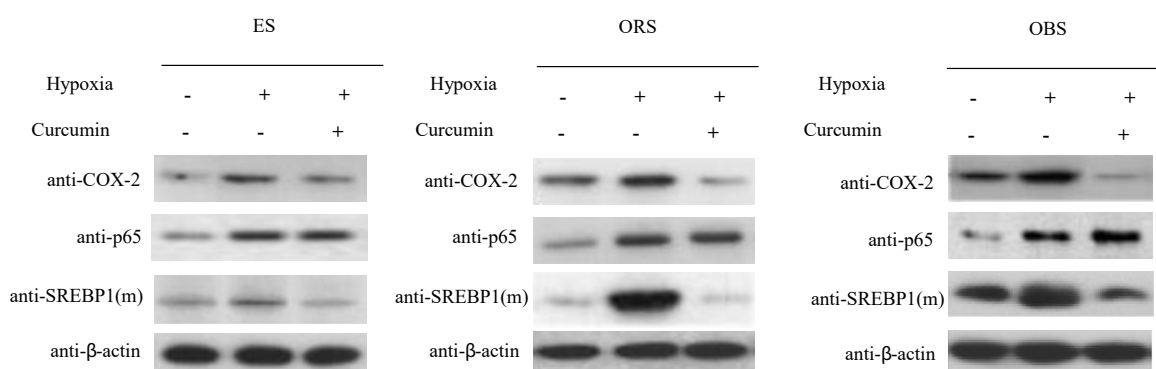 ES
Hypoxia - + +
Curcumin - - +
anti-COX-2
anti-p65
anti-SREBP1(m)
anti-β-actin
ORS
Hypoxia - + +
Curcumin - - +
anti-COX-2
anti-p65
anti-SREBP1(m)
anti-β-actin
OBS
Hypoxia - + +
Curcumin - - +
anti-COX-2
anti-p65
anti-SREBP1(m)
anti-β-actin